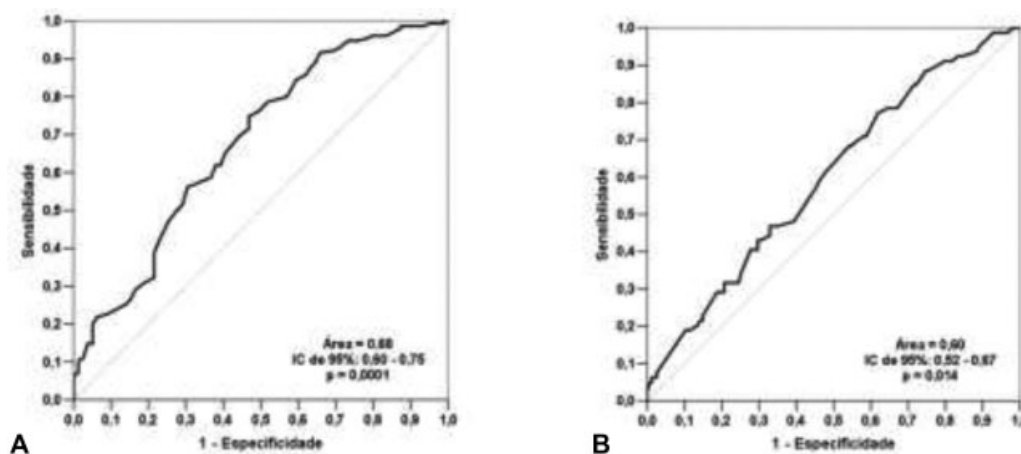 1,0
0,9
0,8
0,7
0,6
0,5
0,4
0,3
0,2
0,1
0,0
Sensibilidade
Área = 0,68
IC de 95%: 0,60 - 0,75
p = 0,0001
0,0 0,1 0,2 0,3 0,4 0,5 0,6 0,7 0,8 0,9 1,0
1 - Especificidade
A
1,0
0,9
0,8
0,7
0,6
0,5
0,4
0,3
0,2
0,1
0,0
Sensibilidade
Área = 0,60
IC de 95%: 0,52 - 0,67
p = 0,014
0,0 0,1 0,2 0,3 0,4 0,5 0,6 0,7 0,8 0,9 1,
1 - Especificidade
B